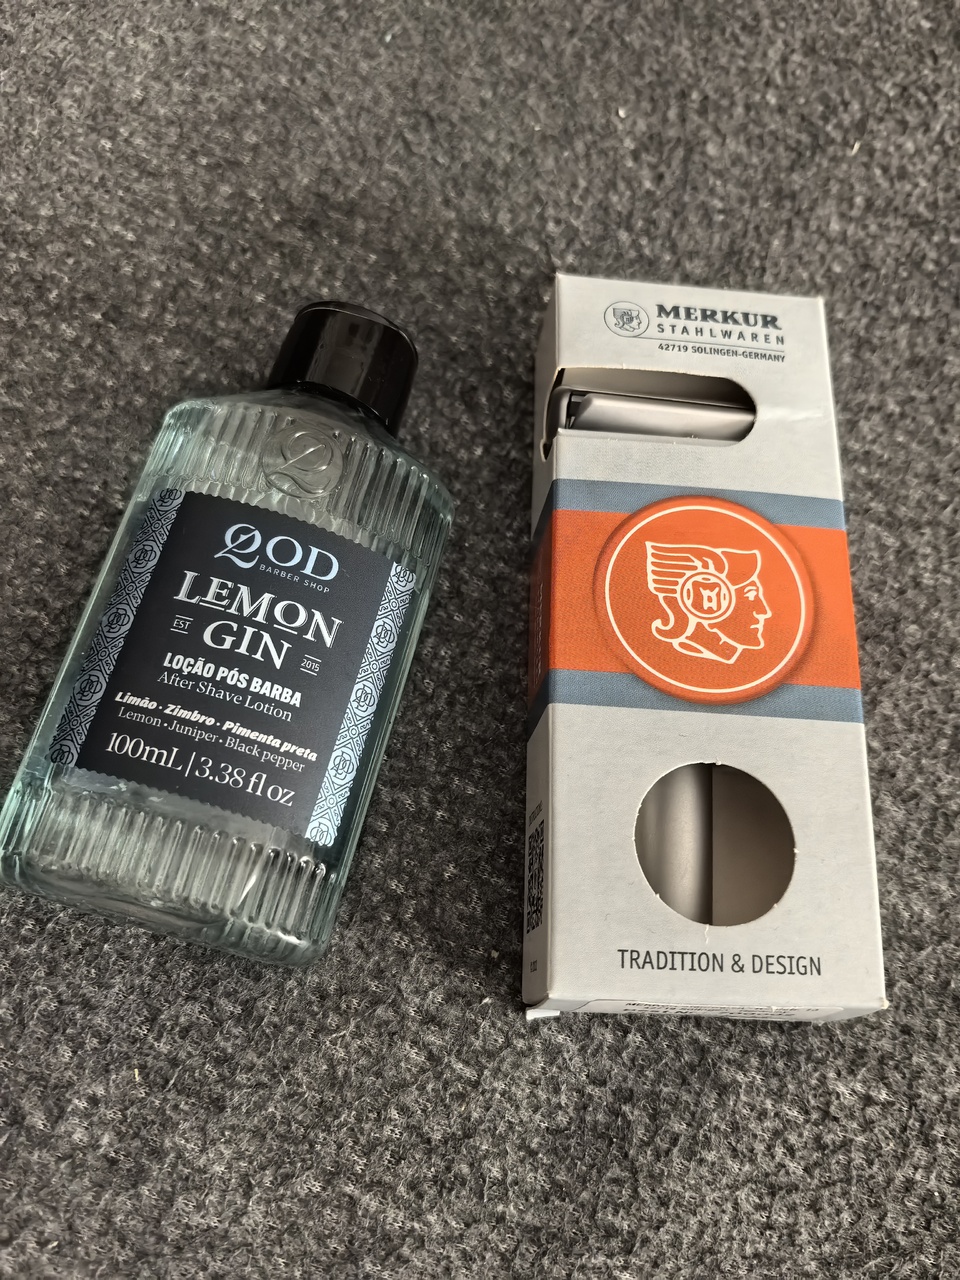 QOD
BARBER SHOP
LEMON
GIN
EST
2015
LOÇÃO PÓS BARBA
After Shave Lotion
Limão • Zimbro • Pimenta preta
Lemon • Juniper • Black pepper
100mL | 3.38 fl oz
MERKUR
STAHLWAREN
42719 SOLINGEN-GERMANY
TRADITION & DESIGN